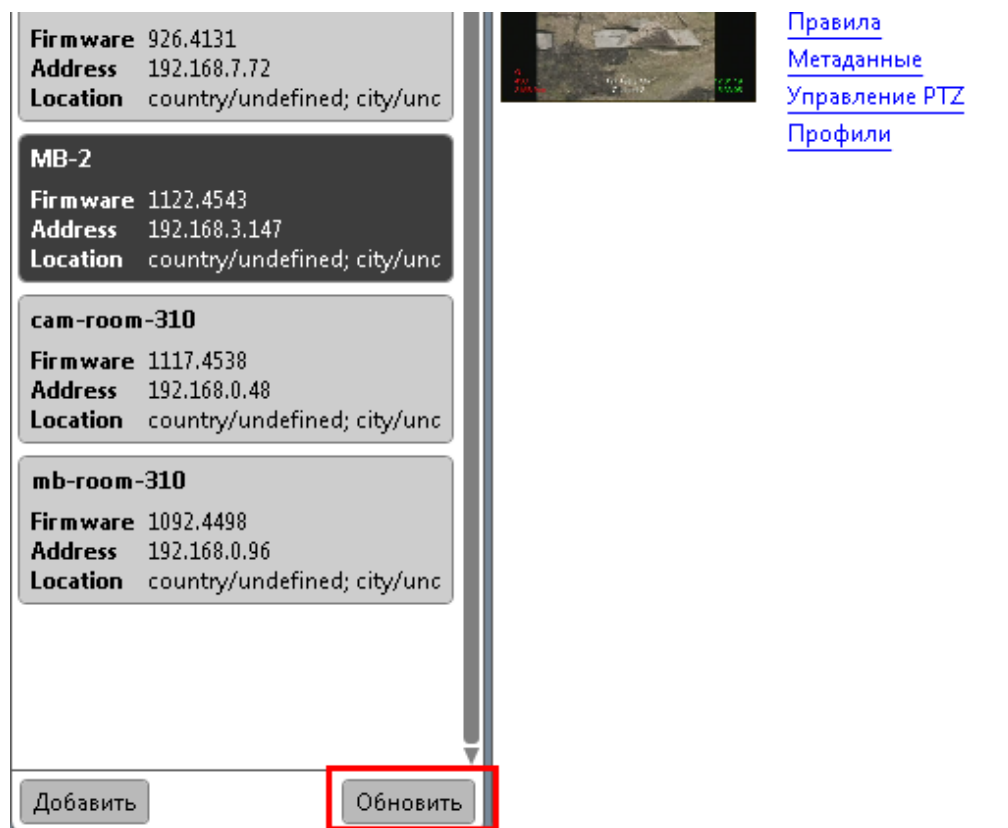 Firmware 926.4131
Address 192.168.7.72
Location country/undefined; city/unc
MB-2
Firmware 1122.4543
Address 192.168.3.147
Location country/undefined; city/unc
cam-room-310
Firmware 1117.4538
Address 192.168.0.48
Location country/undefined; city/unc
mb-room-310
Firmware 1092.4498
Address 192.168.0.96
Location country/undefined; city/unc
Добавить
Обновить
Правила
Метаданные
Управление PTZ
Профили